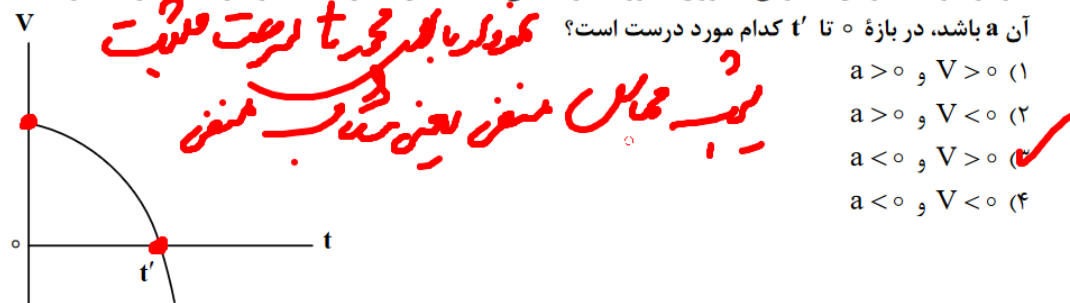 آن a باشد، در بازهٔ ۰ تا t′ کدام مورد درست است؟
۱) V > ۰ و a > ۰
۲) V < ۰ و a > ۰
۳) V > ۰ و a < ۰
۴) V < ۰ و a < ۰
نمودار بالای محور t سرعت مثبت
شیب مماس منفی یعنی شتاب منفی
V
۰
t
t′